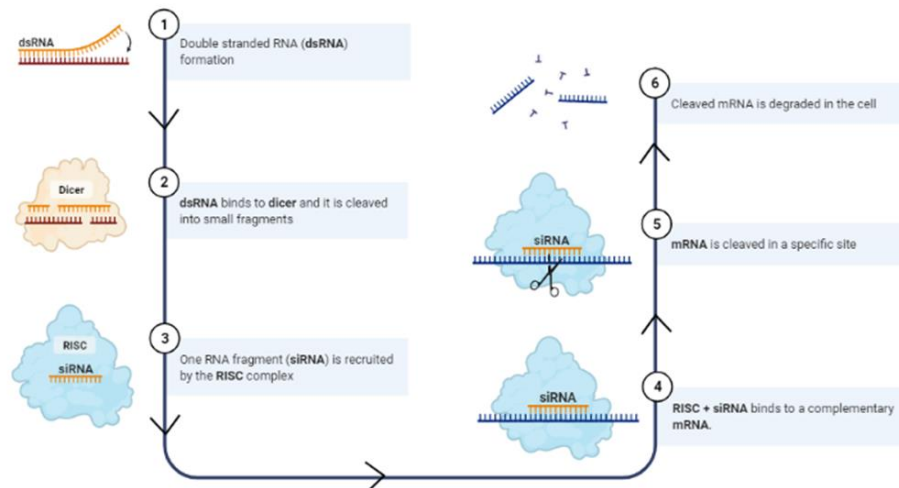 dsRNA
1
Double stranded RNA (dsRNA)
formation
Dicer
2
dsRNA binds to dicer and it is cleaved
into small fragments
RISC
siRNA
3
One RNA fragment (siRNA) is recruited
by the RISC complex
siRNA
4
RISC + siRNA binds to a complementary
mRNA.
siRNA
5
mRNA is cleaved in a specific site
6
Cleaved mRNA is degraded in the cell